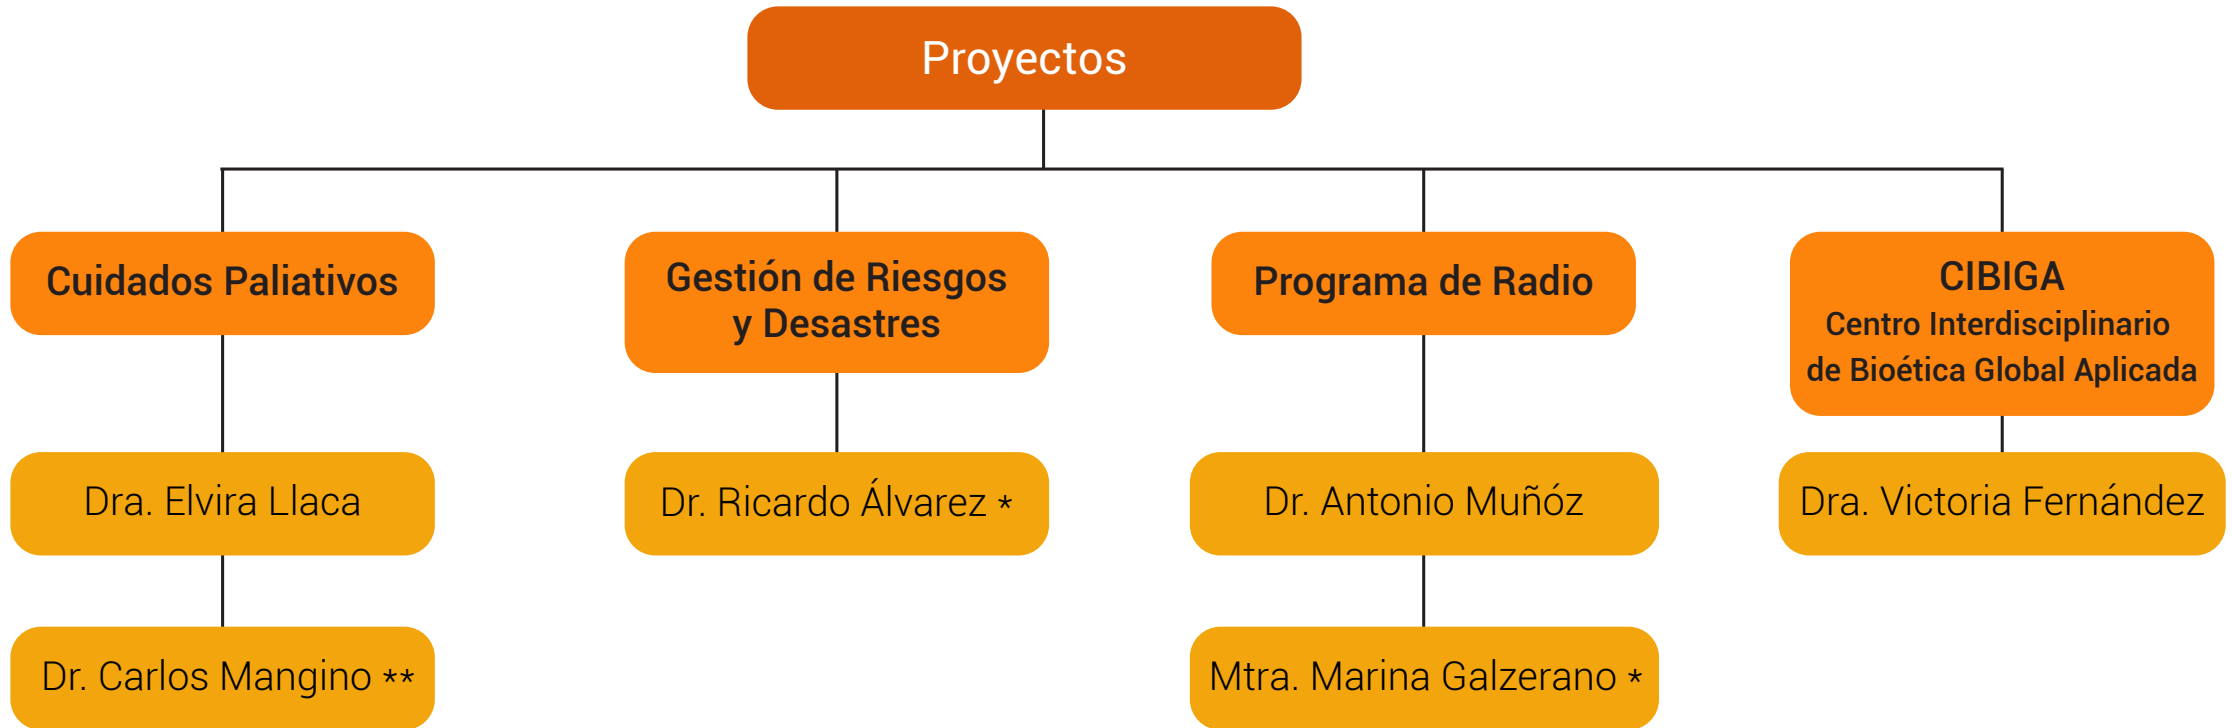 Proyectos
Cuidados Paliativos
Gestión de Riesgos
y Desastres
Programa de Radio
CIBIGA
Centro Interdisciplinario
de Bioética Global Aplicada
Dra. Elvira Llaca
Dr. Ricardo Álvarez *
Dr. Antonio Muñóz
Dra. Victoria Fernández
Dr. Carlos Mangino **
Mtra. Marina Galzerano *